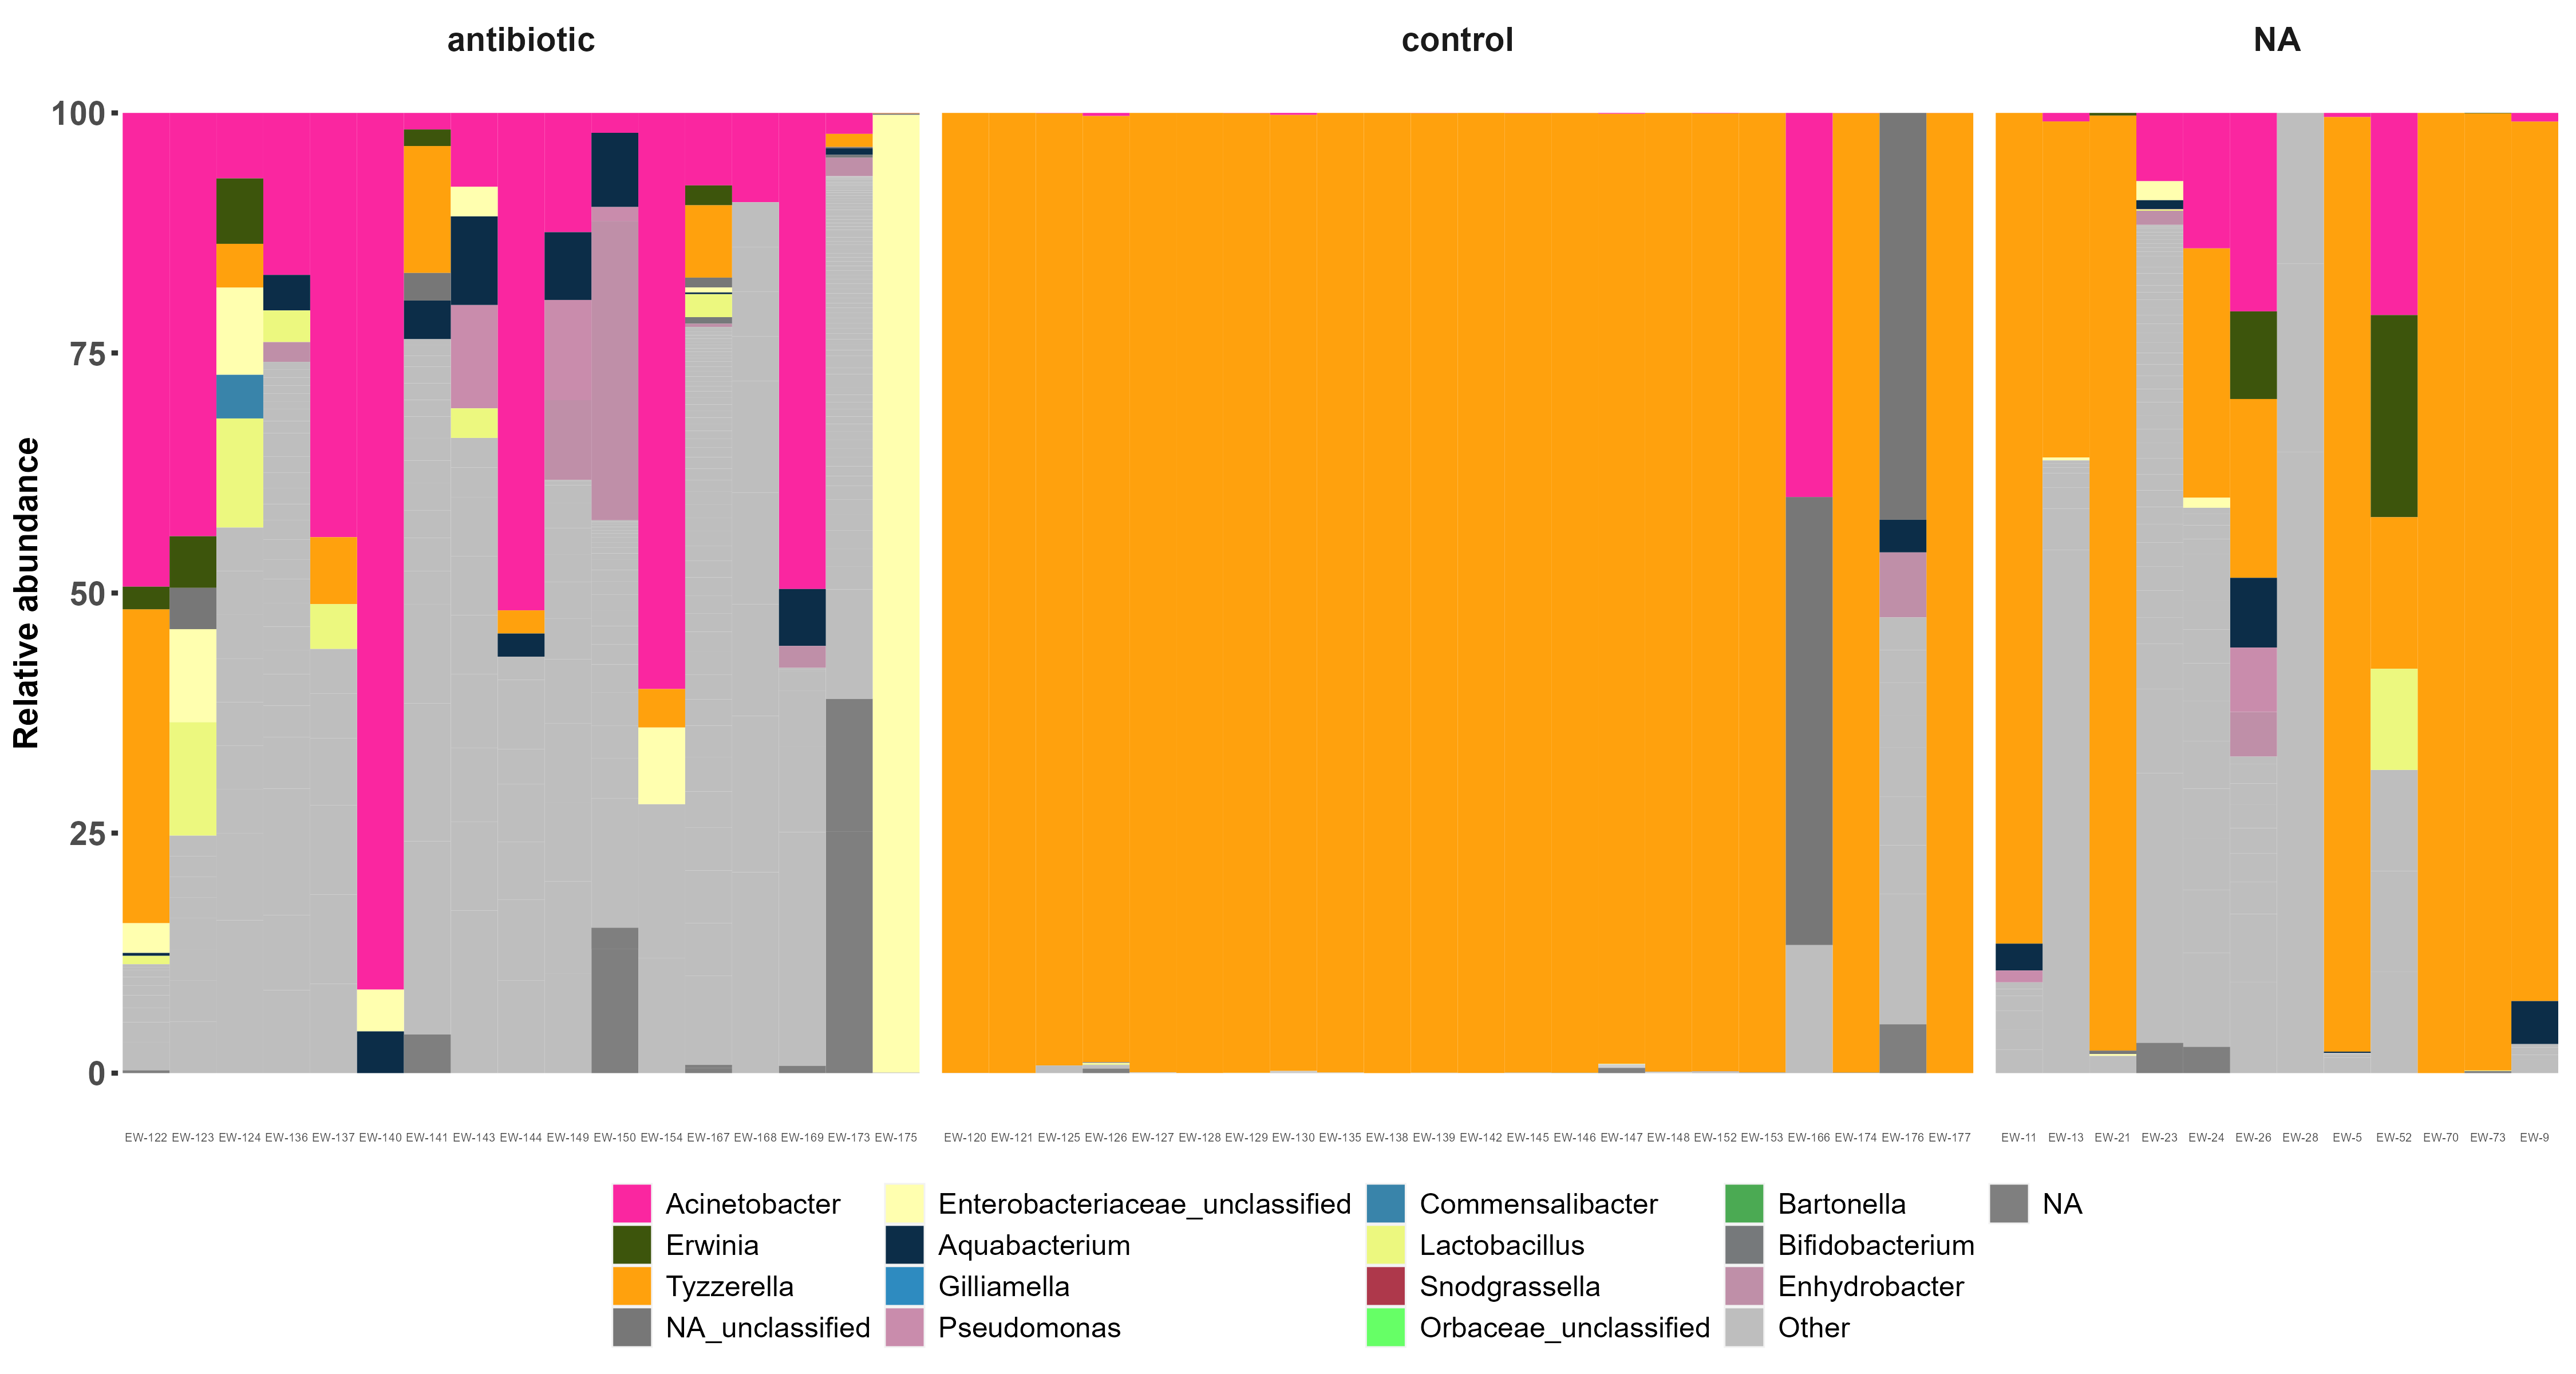 antibiotic control NA
100
75
50
25
0
Relative abundance
EW-122 EW-123 EW-124 EW-136 EW-137 EW-140 EW-141 EW-143 EW-144 EW-149 EW-150 EW-154 EW-167 EW-168 EW-169 EW-173 EW-175 EW-120 EW-121 EW-125 EW-126 EW-127 EW-128 EW-129 EW-130 EW-135 EW-138 EW-139 EW-142 EW-145 EW-146 EW-147 EW-148 EW-152 EW-153 EW-166 EW-174 EW-176 EW-177 EW-11 EW-13 EW-21 EW-23 EW-24 EW-26 EW-28 EW-5 EW-52 EW-70 EW-73 EW-9
Acinetobacter Enterobacteriaceae_unclassified Commensalibacter Bartonella NA
Erwinia Aquabacterium Lactobacillus Bifidobacterium
Tyzzerella Gilliamella Snodgrassella Enhydrobacter
NA_unclassified Pseudomonas Orbaceae_unclassified Other